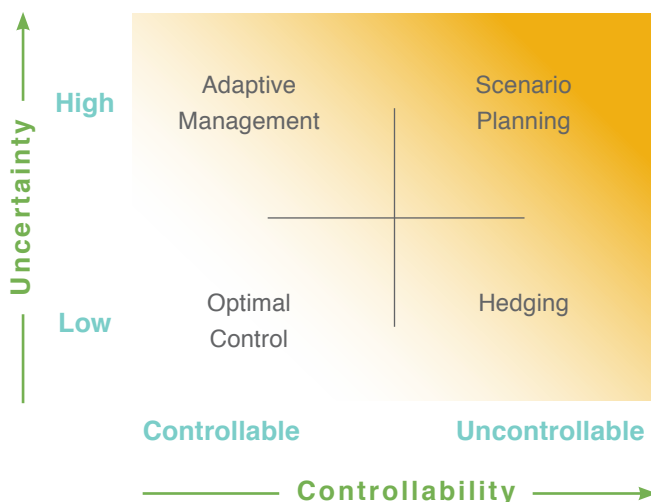 Uncertainty
High
Low
Adaptive
Management
Scenario
Planning
Optimal
Control
Hedging
Controllable
Uncontrollable
Controllability